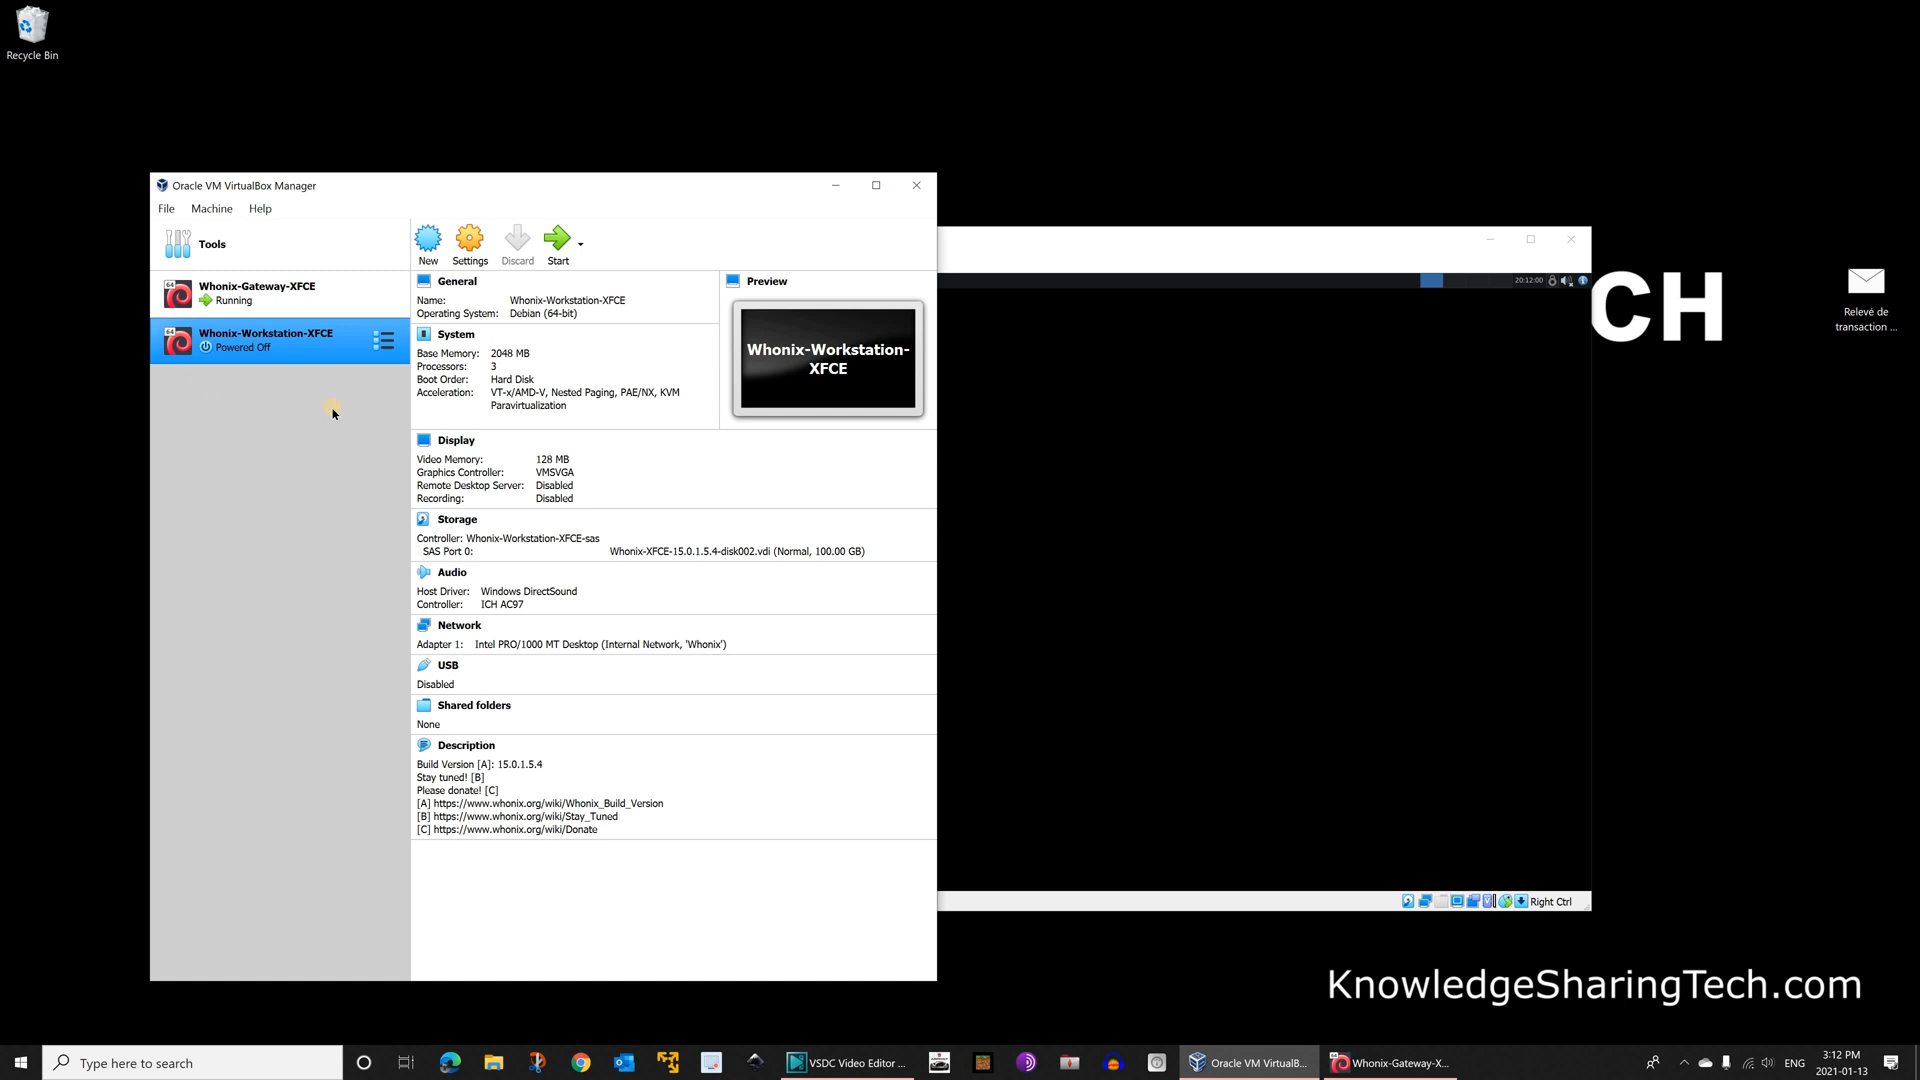 Recycle Bin
Oracle VM VirtualBox Manager
File Machine Help
Tools
New Settings Discard Start
64 Whonix-Gateway-XFCE
Running
64 Whonix-Workstation-XFCE
Powered Off
General
Name: Whonix-Workstation-XFCE
Operating System: Debian (64-bit)
System
Base Memory: 2048 MB
Processors: 3
Boot Order: Hard Disk
Acceleration: VT-x/AMD-V, Nested Paging, PAE/NX, KVM
Paravirtualization
Preview
Whonix-Workstation-
XFCE
Display
Video Memory: 128 MB
Graphics Controller: VMSVGA
Remote Desktop Server: Disabled
Recording: Disabled
Storage
Controller: Whonix-Workstation-XFCE-sas
SAS Port 0: Whonix-XFCE-15.0.1.5.4-disk002.vdi (Normal, 100.00 GB)
Audio
Host Driver: Windows DirectSound
Controller: ICH AC97
Network
Adapter 1: Intel PRO/1000 MT Desktop (Internal Network, 'Whonix')
USB
Disabled
Shared folders
None
Description
Build Version [A]: 15.0.1.5.4
Stay tuned! [B]
Please donate! [C]
[A] https://www.whonix.org/wiki/Whonix_Build_Version
[B] https://www.whonix.org/wiki/Stay_Tuned
[C] https://www.whonix.org/wiki/Donate
20:12:00
Right Ctrl
CH
Relevé de
transaction ...
KnowledgeSharingTech.com
Type here to search
VSDC Video Editor ...
Oracle VM VirtualB...
Whonix-Gateway-X...
ENG
3:12 PM
2021-01-13